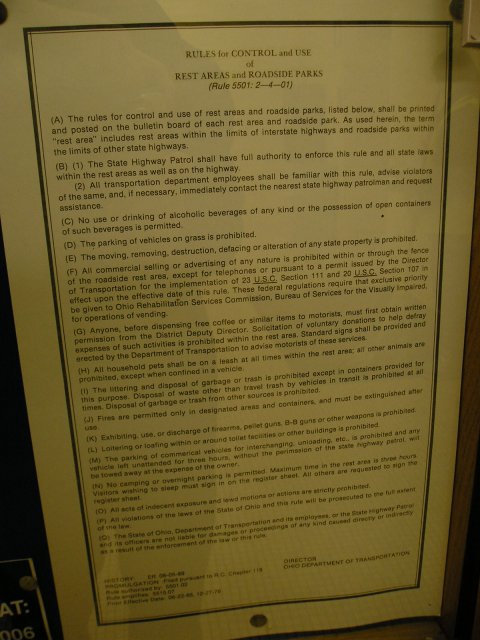 RULES for CONTROL and USE
of
REST AREAS and ROADSIDE PARKS
(Rule 5501: 2—4—01)
(A) The rules for control and use of rest areas and roadside parks, listed below, shall be printed
and posted on the bulletin board of each rest area and roadside park. As used herein, the term
"rest area" includes rest areas within the limits of interstate highways and roadside parks within
the limits of other state highways.
(B) (1) The State Highway Patrol shall have full authority to enforce this rule and all state laws
within the rest areas as well as on the highway.
(2) All transportation department employees shall be familiar with this rule, advise violators
of the same, and, if necessary, immediately contact the nearest state highway patrolman and request
assistance.
(C) No use or drinking of alcoholic beverages of any kind or the possession of open containers
of such beverages is permitted.
(D) The parking of vehicles on grass is prohibited.
(E) The moving, removing, destruction, defacing or alteration of any state property is prohibited.
(F) All commercial selling or advertising of any nature is prohibited within or through the fence
of the roadside rest area, except for telephones or pursuant to a permit issued by the Director
of Transportation for the implementation of 23 U.S.C. Section 111 and 20 U.S.C. Section 107 in
effect upon the effective date of this rule. These federal regulations require that exclusive priority
be given to Ohio Rehabilitation Services Commission, Bureau of Services for the Visually Impaired,
for operations of vending.
(G) Anyone, before dispensing free coffee or similar items to motorists, must first obtain written
permission from the District Deputy Director. Solicitation of voluntary donations to help defray
expenses of such activities is prohibited within the rest area. Standard signs shall be provided and
erected by the Department of Transportation to advise motorists of these services.
(H) All household pets shall be on a leash at all times within the rest area; all other animals are
prohibited, except when confined in a vehicle.
(I) The littering and disposal of garbage or trash is prohibited except in containers provided for
this purpose. Disposal of waste other than travel trash by vehicles in transit is prohibited at all
times. Disposal of garbage or trash from other sources is prohibited.
(J) Fires are permitted only in designated areas and containers, and must be extinguished after
use.
(K) Exhibiting, use, or discharge of firearms, pellet guns, B-B guns or other weapons is prohibited.
(L) Loitering or loafing within or around toilet facilities or other buildings is prohibited.
(M) The parking of comerical vehicles for interchanging, unloading, etc., is prohibited and any
vehicle left unattended for three hours, without the permission of the state highway patrol, will
be towed away at the expense of the owner.
(N) No camping or overnight parking is permitted. Maximum time in the rest area is three hours.
Visitors wishing to sleep must sign in on the register sheet. All others are requested to sign the
register sheet.
(O) All acts of indecent exposure and lewd motions or actions are strictly prohibited.
(P) All violations of the laws of the State of Ohio and this rule will be prosecuted to the full extent
of the law.
(Q) The State of Ohio, Department of Transportation and its employees, or the State Highway Patrol
and its officers are not liable for damages or proceedings of any kind caused directly or indirectly
as a result of the enforcement of the law or this rule.
HISTORY: Eff.
PROMULGATION: Filed pursuant to R.C. Chapter 119
Rule authorized by: 5501.02
Rule amplifies: 5515.07
Prior Effective Date:
DIRECTOR
OHIO DEPARTMENT OF TRANSPORTATION
AT:
006